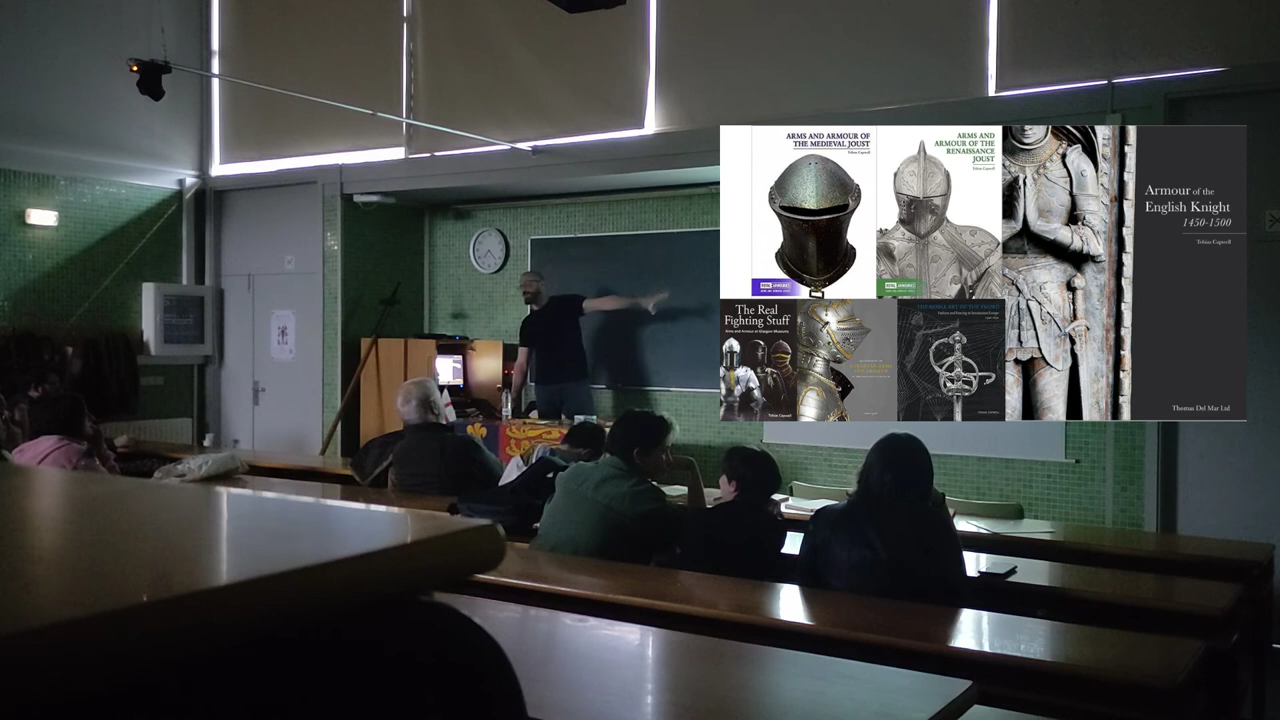 ARMS AND ARMOUR OF
THE MEDIEVAL JOUST
Tobias Capwell
ARMS AND
ARMOUR OF THE
RENAISSANCE
JOUST
Tobias Capwell
Armour of the
English Knight
1450-1500
Tobias Capwell
Thomas Del Mar Ltd
The Real
Fighting Stuff
Arms and Armour at Glasgow Museums
Tobias Capwell
THE NOBLE ART OF THE SWORD